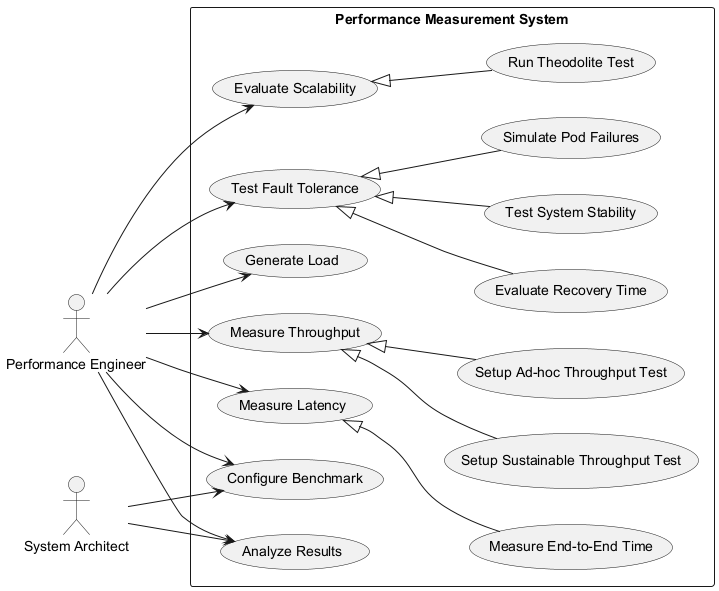 Performance Measurement System
Run Theodolite Test
Evaluate Scalability
Simulate Pod Failures
Test Fault Tolerance
Test System Stability
Generate Load
Evaluate Recovery Time
Measure Throughput
Performance Engineer
Setup Ad-hoc Throughput Test
Measure Latency
Setup Sustainable Throughput Test
Configure Benchmark
System Architect
Measure End-to-End Time
Analyze Results